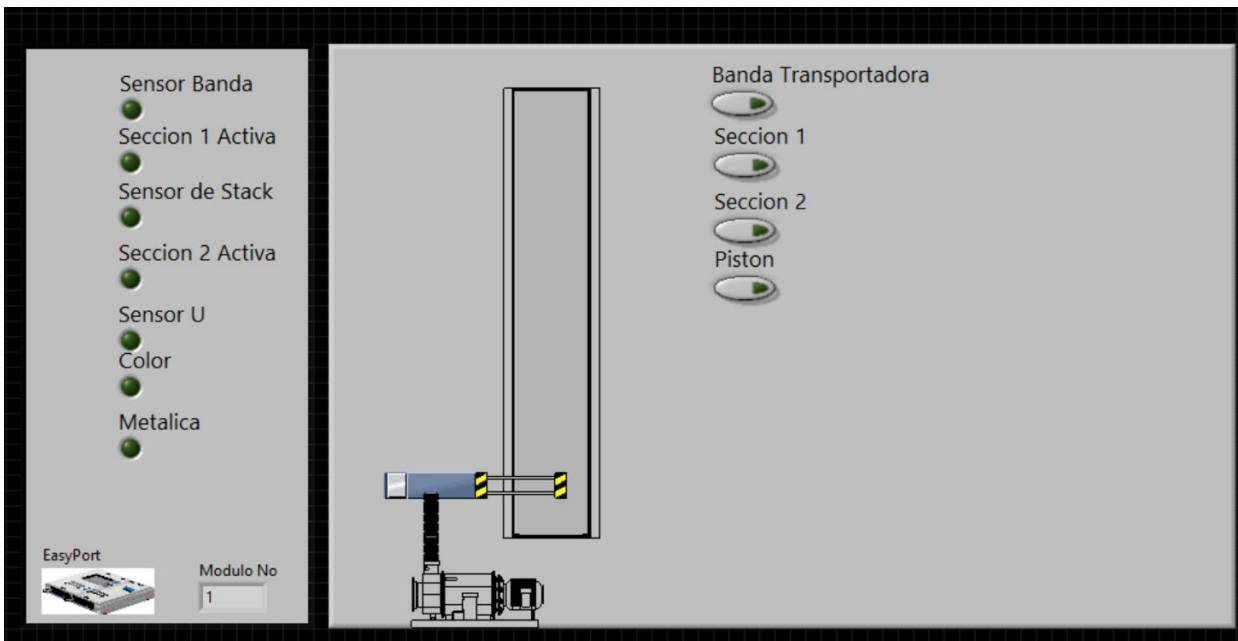 Sensor Banda
Seccion 1 Activa
Sensor de Stack
Seccion 2 Activa
Sensor U
Color
Metalica
EasyPort
Modulo No
1
Banda Transportadora
Seccion 1
Seccion 2
Piston